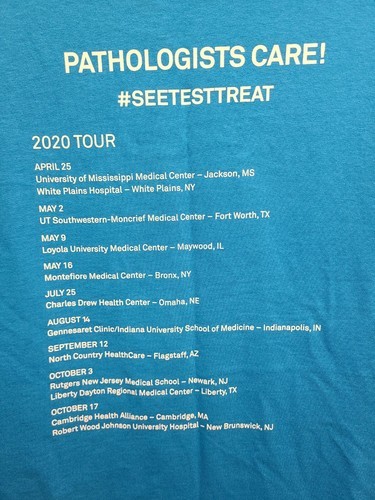 PATHOLOGISTS CARE!
#SEETESTTREAT
2020 TOUR
APRIL 25
University of Mississippi Medical Center – Jackson, MS
White Plains Hospital – White Plains, NY
MAY 2
UT Southwestern-Moncrief Medical Center – Fort Worth, TX
MAY 9
Loyola University Medical Center – Maywood, IL
MAY 16
Montefiore Medical Center – Bronx, NY
JULY 25
Charles Drew Health Center – Omaha, NE
AUGUST 14
Gennesaret Clinic/Indiana University School of Medicine – Indianapolis, IN
SEPTEMBER 12
North Country HealthCare – Flagstaff, AZ
OCTOBER 3
Rutgers New Jersey Medical School – Newark, NJ
Liberty Dayton Regional Medical Center – Liberty, TX
OCTOBER 17
Cambridge Health Alliance – Cambridge, MA
Robert Wood Johnson University Hospital – New Brunswick, NJ